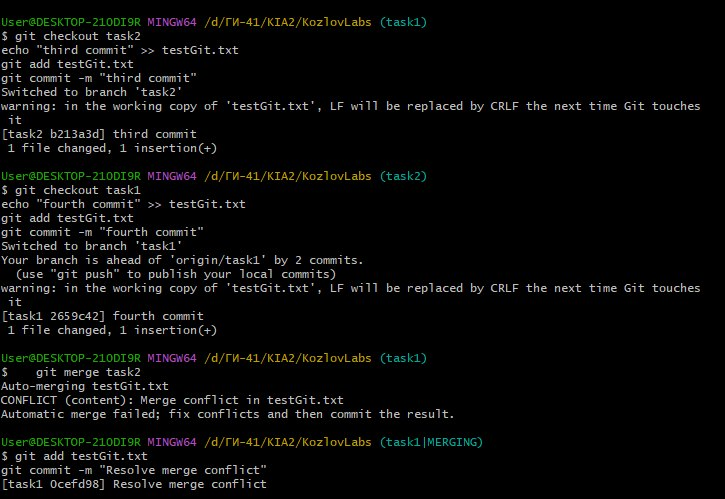 User@DESKTOP-21ODI9R MINGW64 /d/ГИ-41/KIA2/KozlovLabs (task1)
$ git checkout task2
echo "third commit" >> testGit.txt
git add testGit.txt
git commit -m "third commit"
Switched to branch 'task2'
warning: in the working copy of 'testGit.txt', LF will be replaced by CRLF the next time Git touches
 it
[task2 b213a3d] third commit
 1 file changed, 1 insertion(+)

User@DESKTOP-21ODI9R MINGW64 /d/ГИ-41/KIA2/KozlovLabs (task2)
$ git checkout task1
echo "fourth commit" >> testGit.txt
git add testGit.txt
git commit -m "fourth commit"
Switched to branch 'task1'
Your branch is ahead of 'origin/task1' by 2 commits.
  (use "git push" to publish your local commits)
warning: in the working copy of 'testGit.txt', LF will be replaced by CRLF the next time Git touches
 it
[task1 2659c42] fourth commit
 1 file changed, 1 insertion(+)

User@DESKTOP-21ODI9R MINGW64 /d/ГИ-41/KIA2/KozlovLabs (task1)
$    git merge task2
Auto-merging testGit.txt
CONFLICT (content): Merge conflict in testGit.txt
Automatic merge failed; fix conflicts and then commit the result.

User@DESKTOP-21ODI9R MINGW64 /d/ГИ-41/KIA2/KozlovLabs (task1|MERGING)
$ git add testGit.txt
git commit -m "Resolve merge conflict"
[task1 0cefd98] Resolve merge conflict